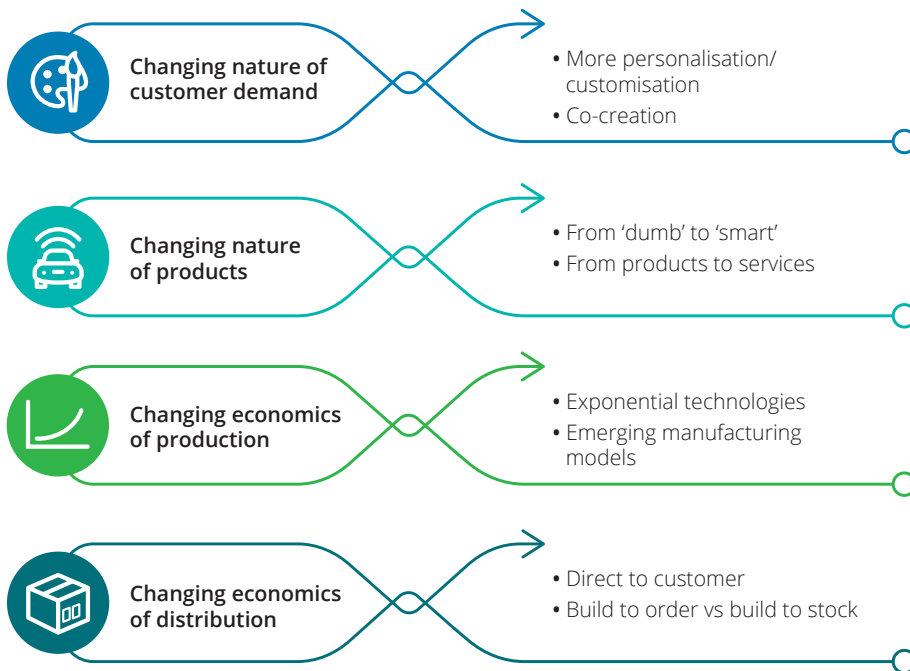 Changing nature of
customer demand
• More personalisation/
customisation
• Co-creation
Changing nature
of products
• From ‘dumb’ to ‘smart’
• From products to services
Changing economics
of production
• Exponential technologies
• Emerging manufacturing
models
Changing economics
of distribution
• Direct to customer
• Build to order vs build to stock